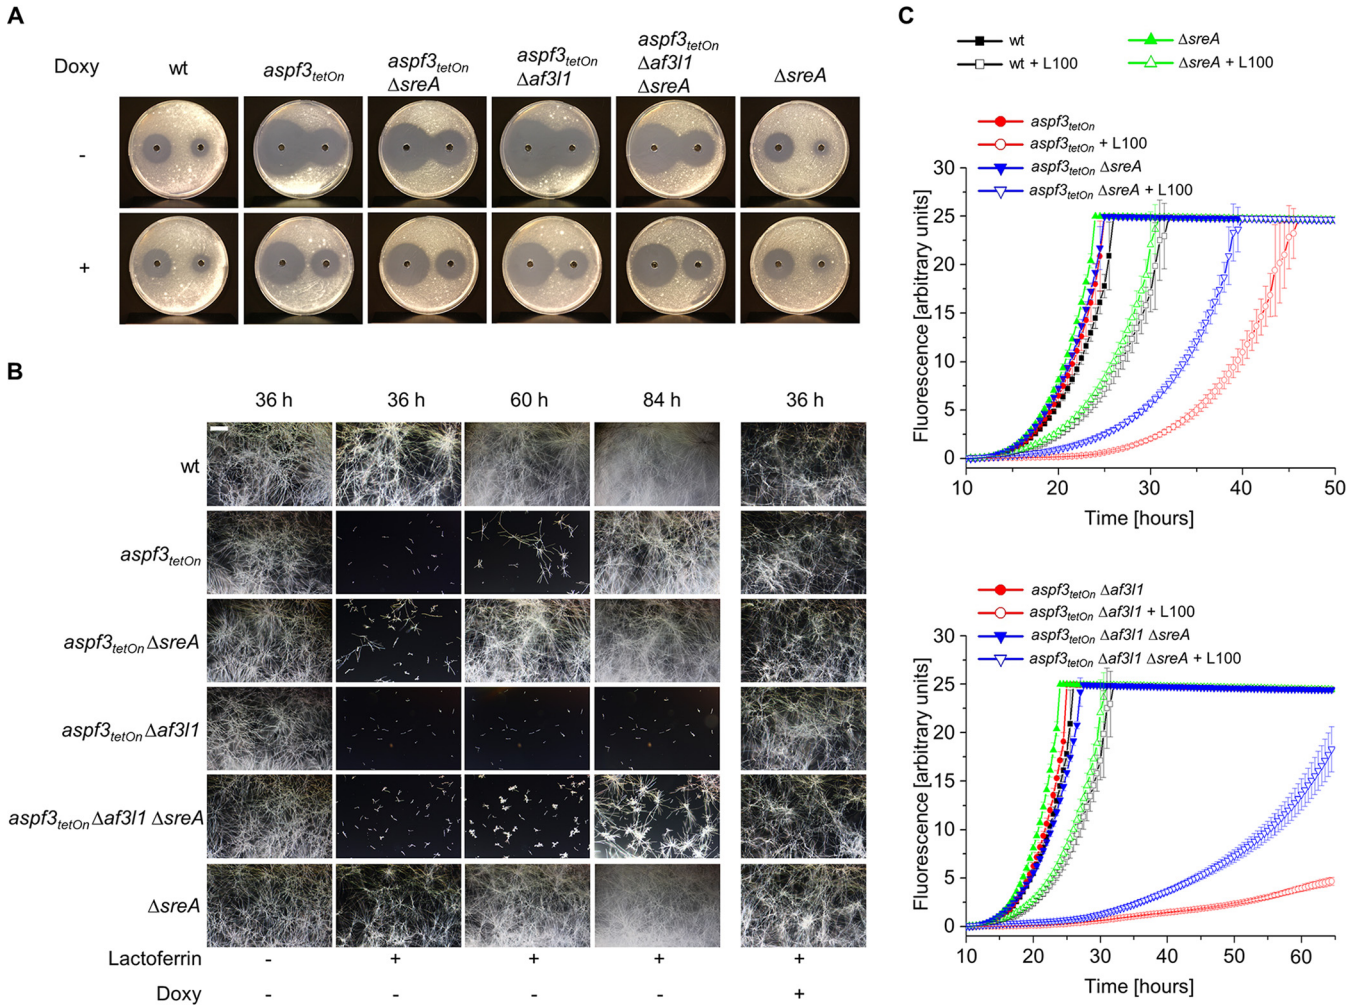 A
Doxy
wt
aspf3tetOn
aspf3tetOn
ΔsreA
aspf3tetOn
Δaf3l1
aspf3tetOn
Δaf3l1
ΔsreA
ΔsreA
-
+
B
36 h
36 h
60 h
84 h
36 h
wt
aspf3tetOn
aspf3tetOn ΔsreA
aspf3tetOn Δaf3l1
aspf3tetOn Δaf3l1 ΔsreA
ΔsreA
Lactoferrin - + + + +
Doxy - - - - +
C
wt
wt + L100
ΔsreA
ΔsreA + L100
aspf3tetOn
aspf3tetOn + L100
aspf3tetOn ΔsreA
aspf3tetOn ΔsreA + L100
Fluorescence [arbitrary units]
30
25
20
15
10
5
0
10 20 30 40 50
Time [hours]
aspf3tetOn Δaf3l1
aspf3tetOn Δaf3l1 + L100
aspf3tetOn Δaf3l1 ΔsreA
aspf3tetOn Δaf3l1 ΔsreA + L100
Fluorescence [arbitrary units]
30
25
20
15
10
5
0
10 20 30 40 50 60
Time [hours]